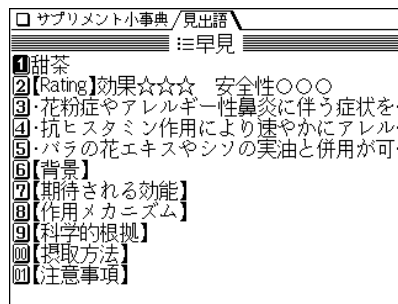 サプリメント小事典 見出語
早見
1甜茶
2【Rating】効果☆☆☆ 安全性○○○
3・花粉症やアレルギー性鼻炎に伴う症状を
4・抗ヒスタミン作用により速やかにアレル
5・バラの花エキスやシソの実油と併用が可
6【背景】
7【期待される効能】
8【作用メカニズム】
9【科学的根拠】
00【摂取方法】
01【注意事項】